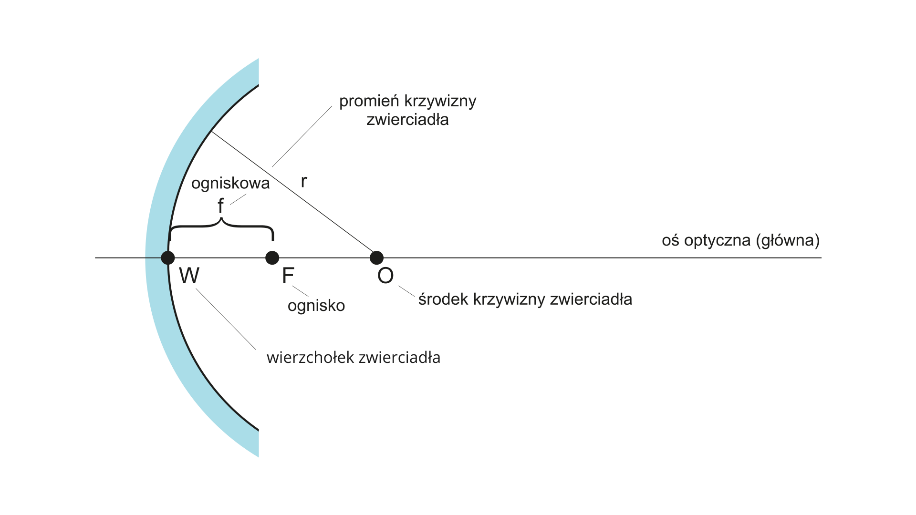 promień krzywizny
zwierciadła
ogniskowa
r
f
oś optyczna (główna)
W
F
O
środek krzywizny zwierciadła
ognisko
wierzchołek zwierciadła